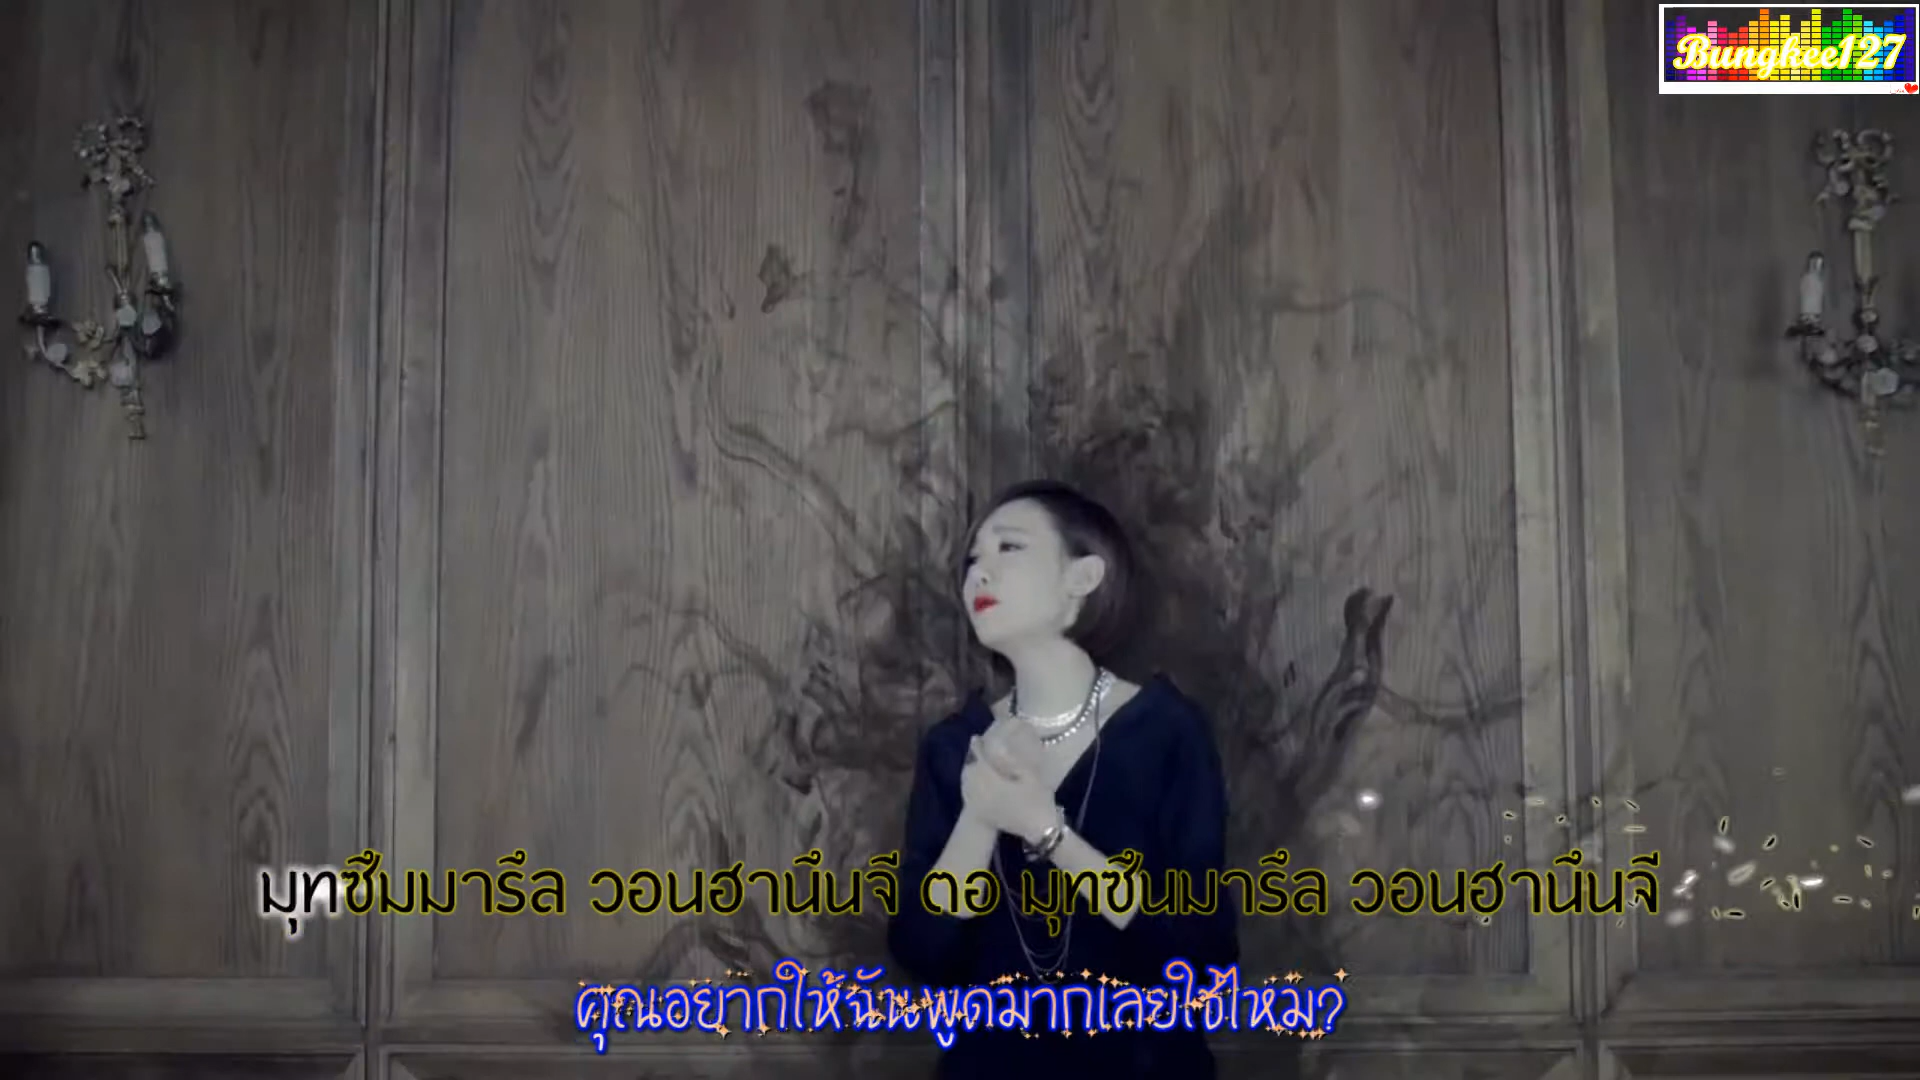 Bungkee127
มุทซึมมารึล วอนฮานึนจี ตอ มุทซึนมารึล วอนฮานึนจี
คุณอยากให้ฉันพูดมากเลยใช่ไหม?